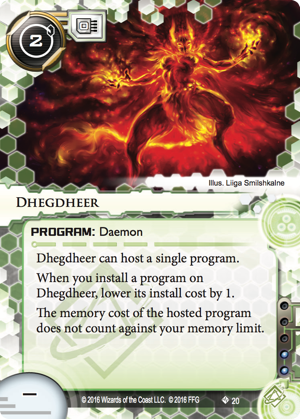 2
Illus. Liiga Smilshkalne
Dhegdheer
PROGRAM: Daemon
Dhegdheer can host a single program.
When you install a program on
Dhegdheer, lower its install cost by 1.
The memory cost of the hosted program
does not count against your memory limit.
–
© 2016 Wizards of the Coast LLC. © 2016 FFG
20